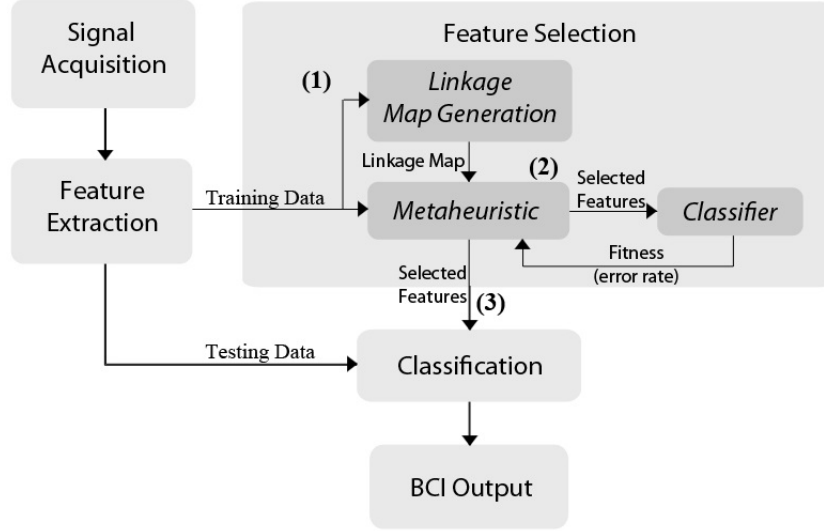 Signal
Acquisition
Feature Selection
(1)
Linkage
Map Generation
Linkage Map
Feature
Extraction
Training Data
Metaheuristic
(2)
Selected
Features
Classifier
Fitness
(error rate)
Selected
Features
(3)
Testing Data
Classification
BCI Output